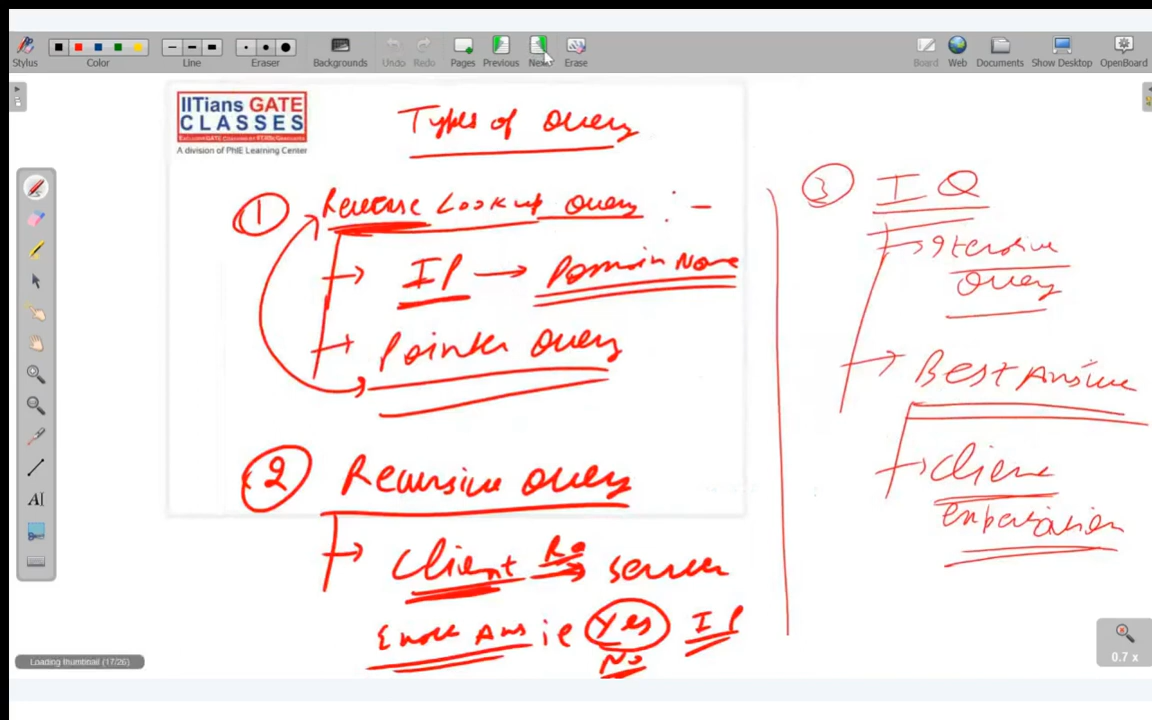 Stylus
Color
Line
Eraser
Backgrounds
Undo
Redo
Pages
Previous
Next
Erase
Board
Web
Documents
Show Desktop
OpenBoard
IITians GATE
CLASSES
A division of PhIE Learning Center
Types of Query
① Reverse Lookup Query :-
IP → Domain Name
Pointer Query
② Recursive Query
Client → Server
Ans ie Yes IP
No
③ I Q
Iterative
Query
Best Answer
Client
AI
Loading thumbnail (17/26)
0.7 x